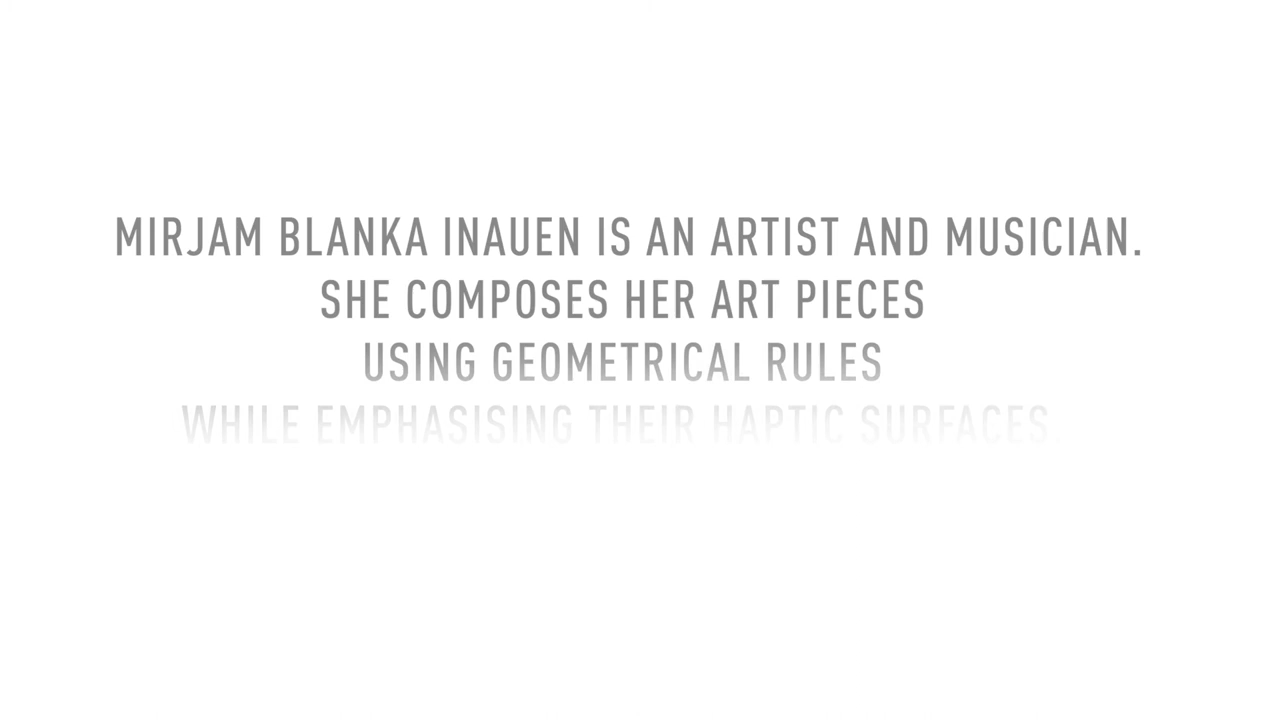 MIRJAM BLANKA INAUEN IS AN ARTIST AND MUSICIAN.
SHE COMPOSES HER ART PIECES
USING GEOMETRICAL RULES
WHILE EMPHASISING THEIR HAPTIC SURFACES.